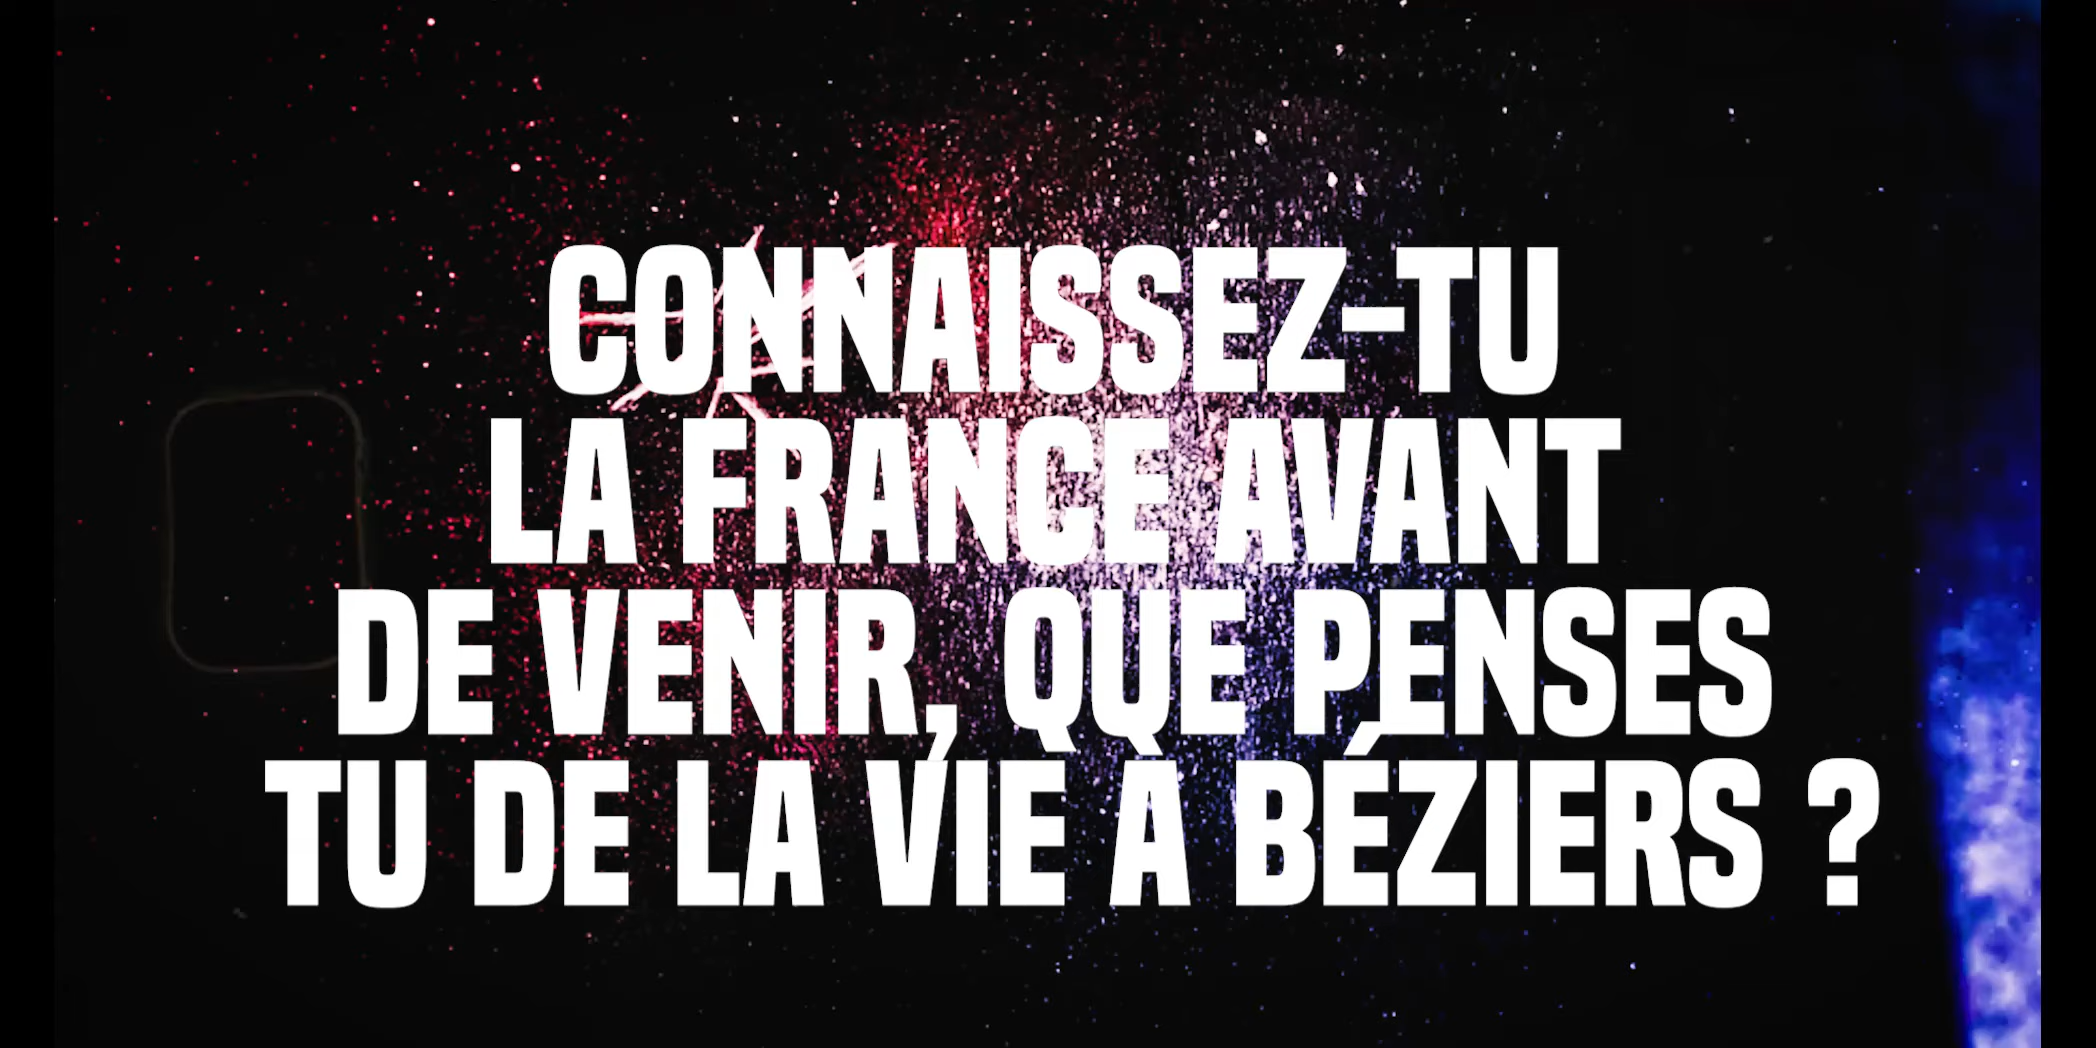 CONNAISSEZ-TU
LA FRANCE AVANT
DE VENIR, QUE PENSES
TU DE LA VIE À BÉZIERS ?